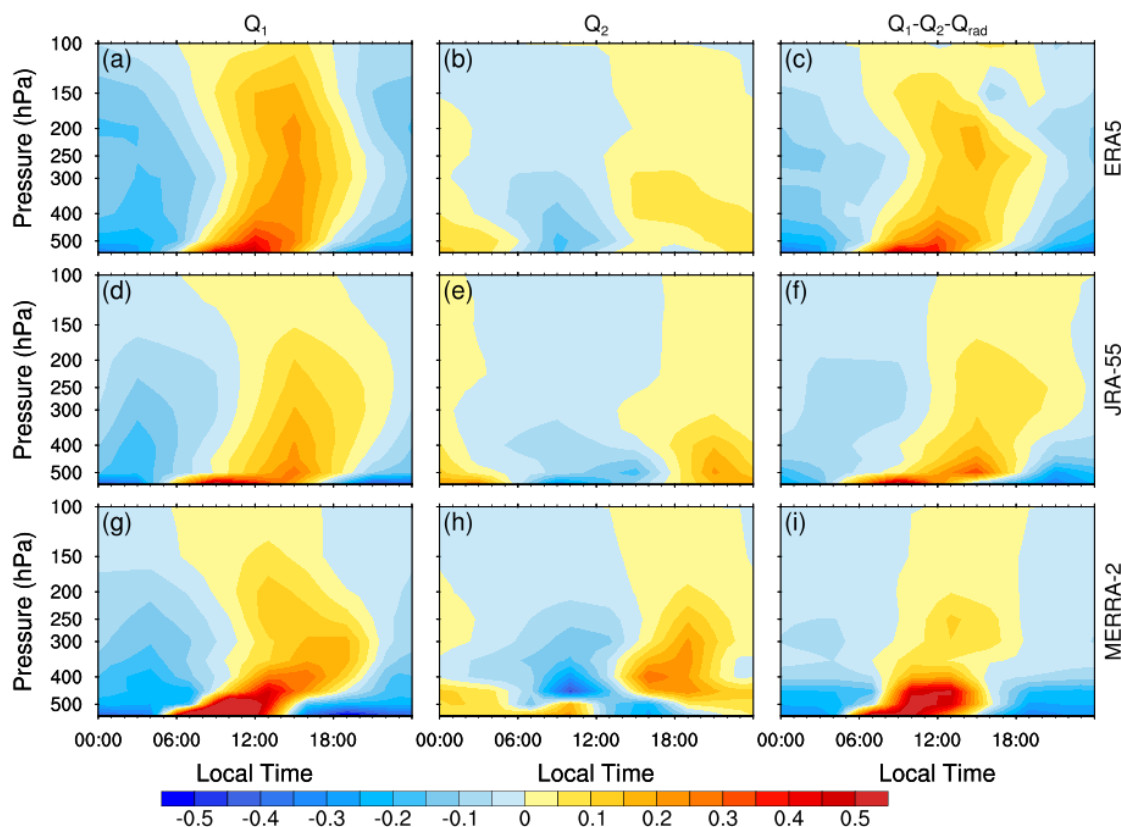 Q1 Q2 Q1-Q2-Qrad
100 (a) (b) (c)
150
200
250
300
400
500
Pressure (hPa)
ERA5
100 (d) (e) (f)
150
200
250
300
400
500
Pressure (hPa)
JRA-55
100 (g) (h) (i)
150
200
250
300
400
500
Pressure (hPa)
MERRA-2
00:00 06:00 12:00 18:00 00:00 06:00 12:00 18:00 00:00 06:00 12:00 18:00
Local Time Local Time Local Time
-0.5 -0.4 -0.3 -0.2 -0.1 0 0.1 0.2 0.3 0.4 0.5